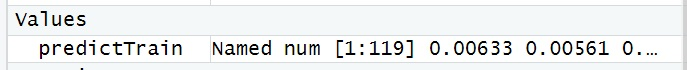 Values
predictTrain Named num [1:119] 0.00633 0.00561 0.…